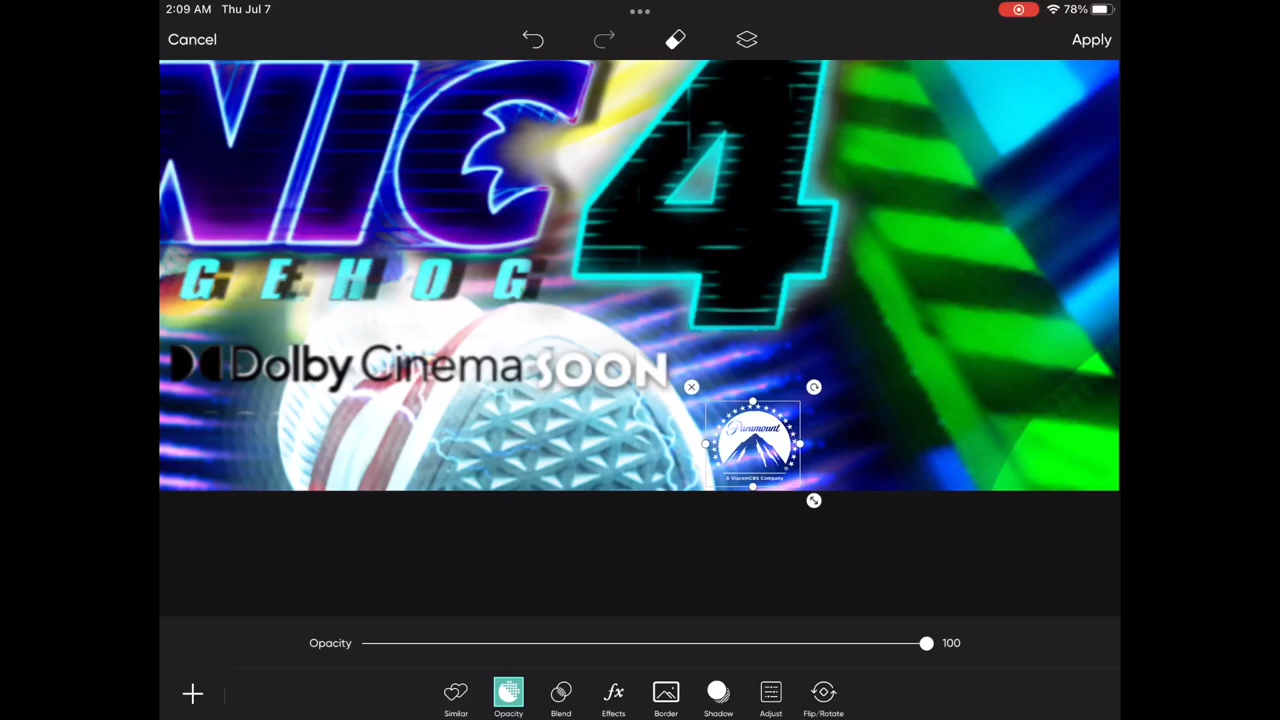 2:09 AM Thu Jul 7 78%
Cancel Apply
NIC 4
GEHOG
Dolby Cinema SOON
Paramount
A ViacomCBS Company
Opacity 100
Similar Opacity Blend Effects Border Shadow Adjust Flip/Rotate